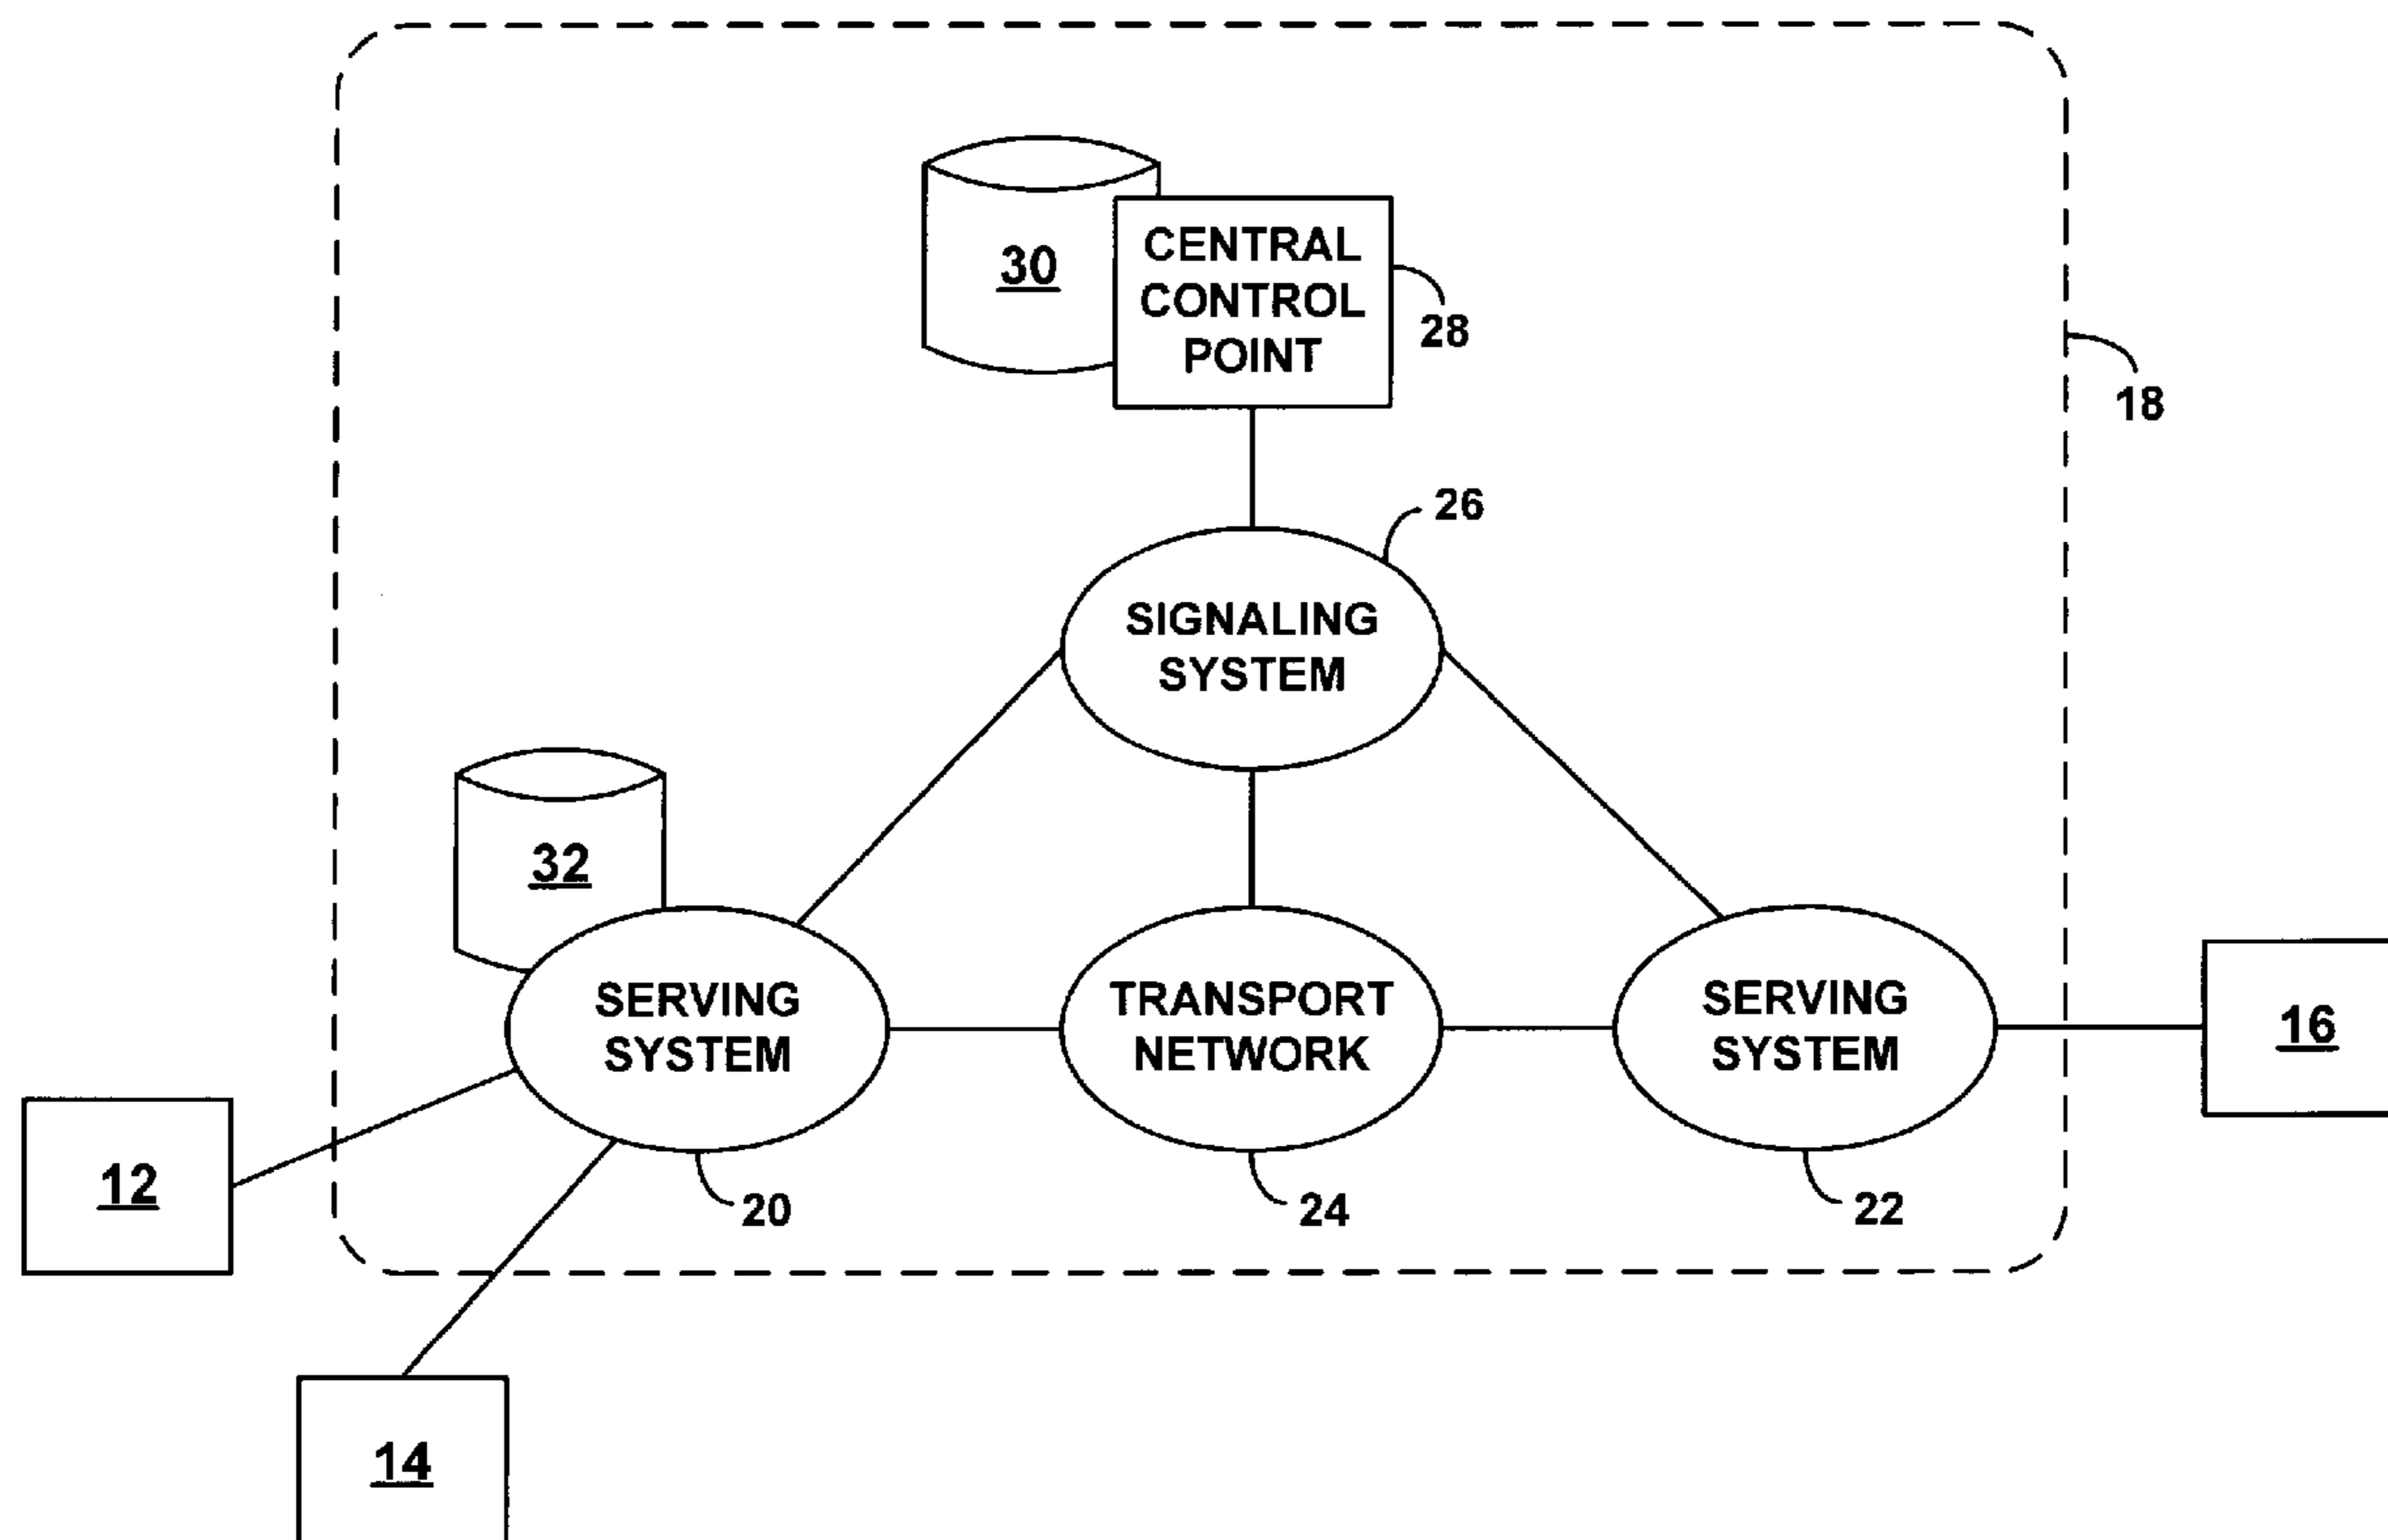 30
CENTRAL
CONTROL
POINT
28
18
26
SIGNALING
SYSTEM
32
SERVING
SYSTEM
TRANSPORT
NETWORK
SERVING
SYSTEM
16
12
20
24
22
14